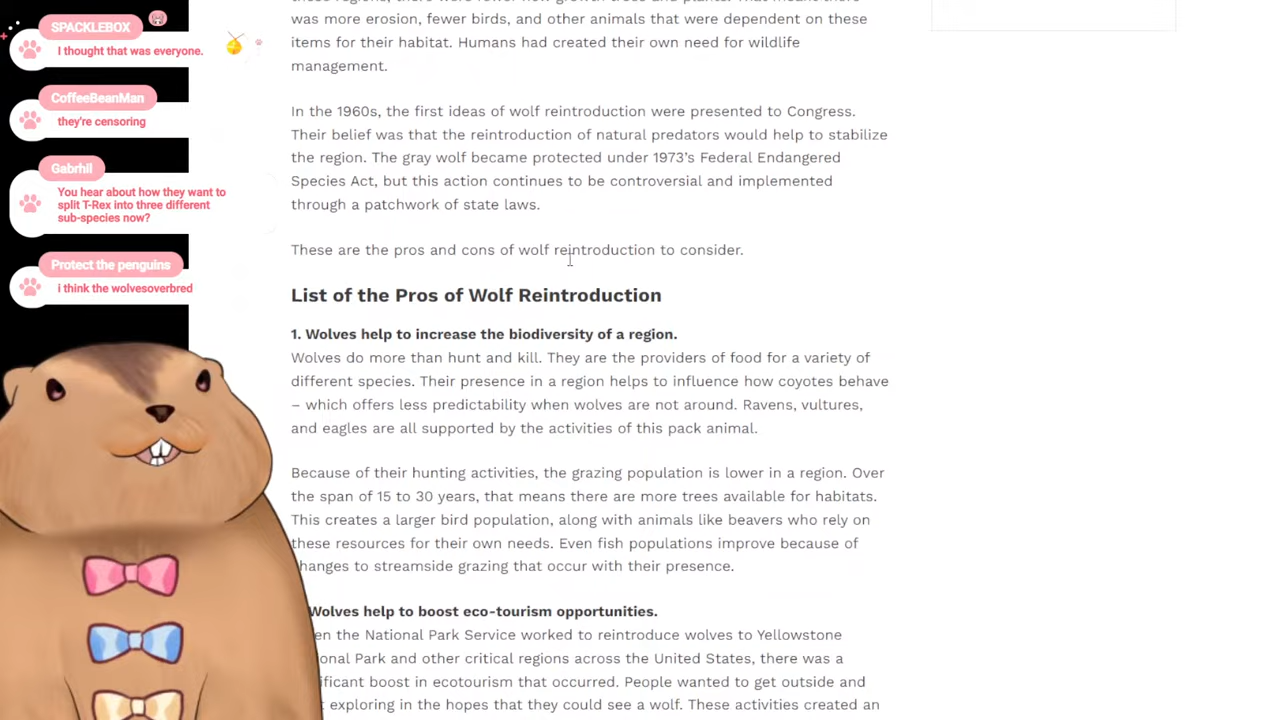 SPACKLEBOX
I thought that was everyone.
CoffeeBeanMan
they're censoring
Gabrhil
You hear about how they want to
split T-Rex into three different
sub-species now?
Protect the penguins
i think the wolvesoverbred
was more erosion, fewer birds, and other animals that were dependent on these
items for their habitat. Humans had created their own need for wildlife
management.
In the 1960s, the first ideas of wolf reintroduction were presented to Congress.
Their belief was that the reintroduction of natural predators would help to stabilize
the region. The gray wolf became protected under 1973’s Federal Endangered
Species Act, but this action continues to be controversial and implemented
through a patchwork of state laws.
These are the pros and cons of wolf reintroduction to consider.
List of the Pros of Wolf Reintroduction
1. Wolves help to increase the biodiversity of a region.
Wolves do more than hunt and kill. They are the providers of food for a variety of
different species. Their presence in a region helps to influence how coyotes behave
– which offers less predictability when wolves are not around. Ravens, vultures,
and eagles are all supported by the activities of this pack animal.
Because of their hunting activities, the grazing population is lower in a region. Over
the span of 15 to 30 years, that means there are more trees available for habitats.
This creates a larger bird population, along with animals like beavers who rely on
these resources for their own needs. Even fish populations improve because of
hanges to streamside grazing that occur with their presence.
Wolves help to boost eco-tourism opportunities.
en the National Park Service worked to reintroduce wolves to Yellowstone
onal Park and other critical regions across the United States, there was a
ificant boost in ecotourism that occurred. People wanted to get outside and
exploring in the hopes that they could see a wolf. These activities created an